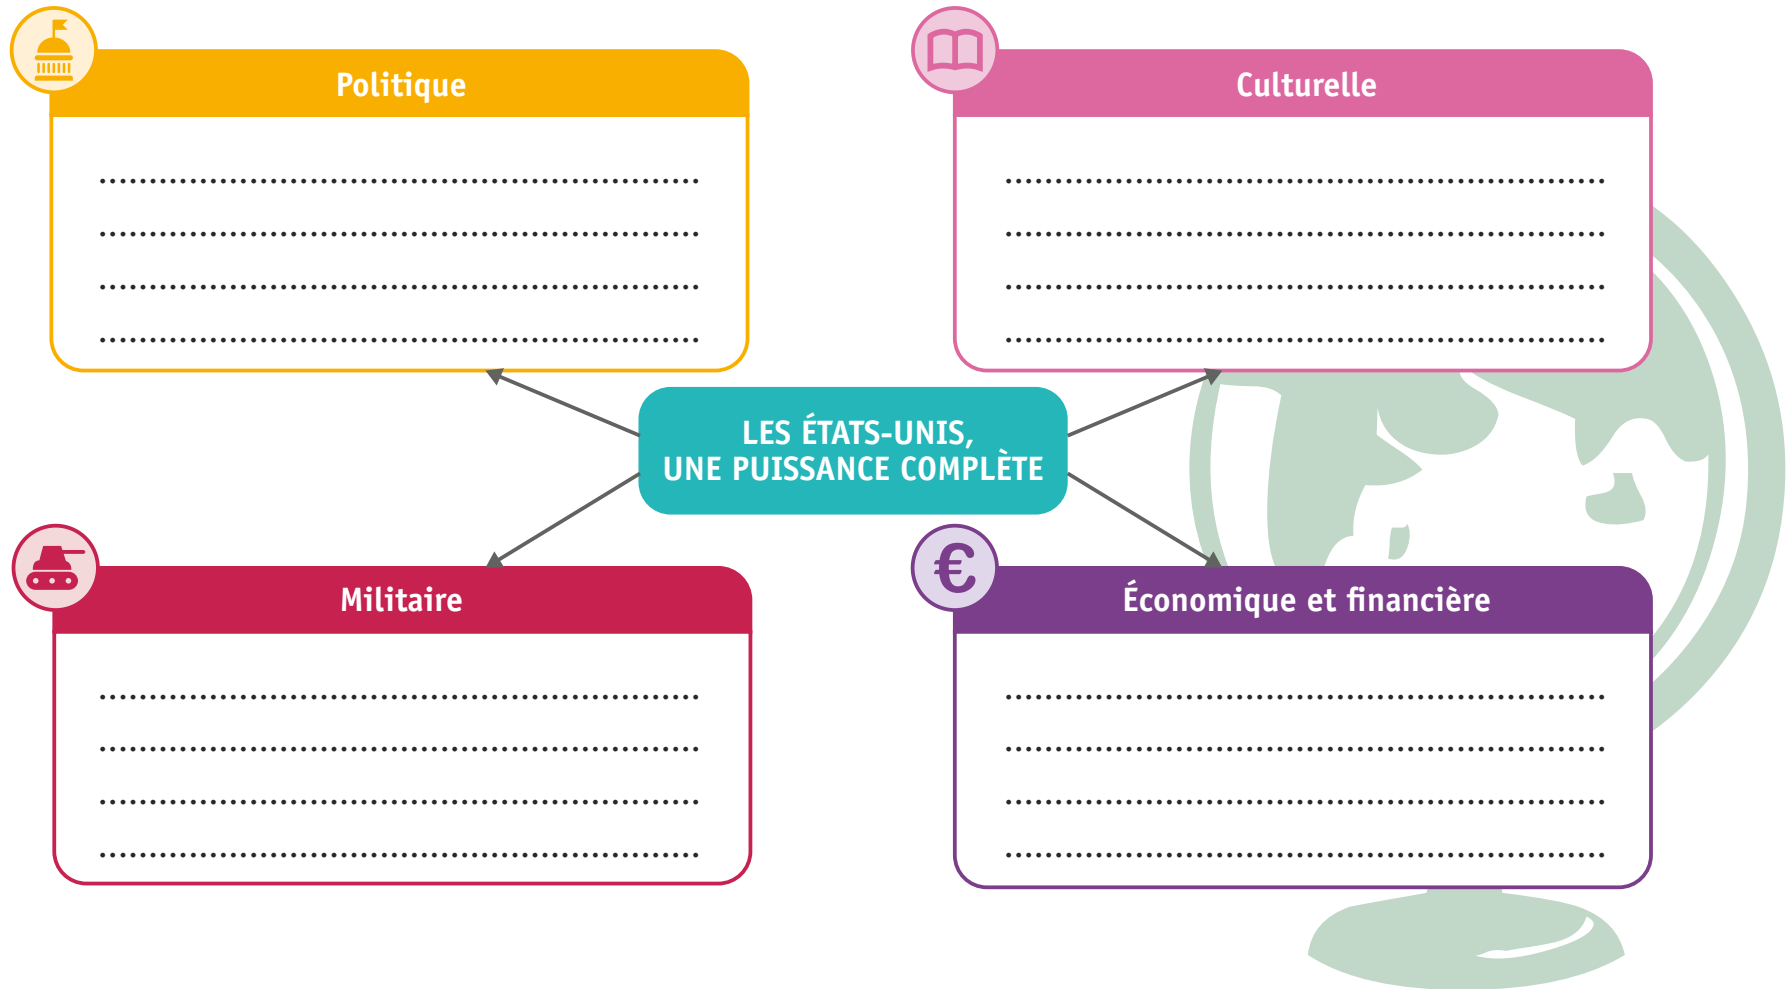 Politique
Culturelle
LES ÉTATS-UNIS,
UNE PUISSANCE COMPLÈTE
€
Militaire
Économique et financière